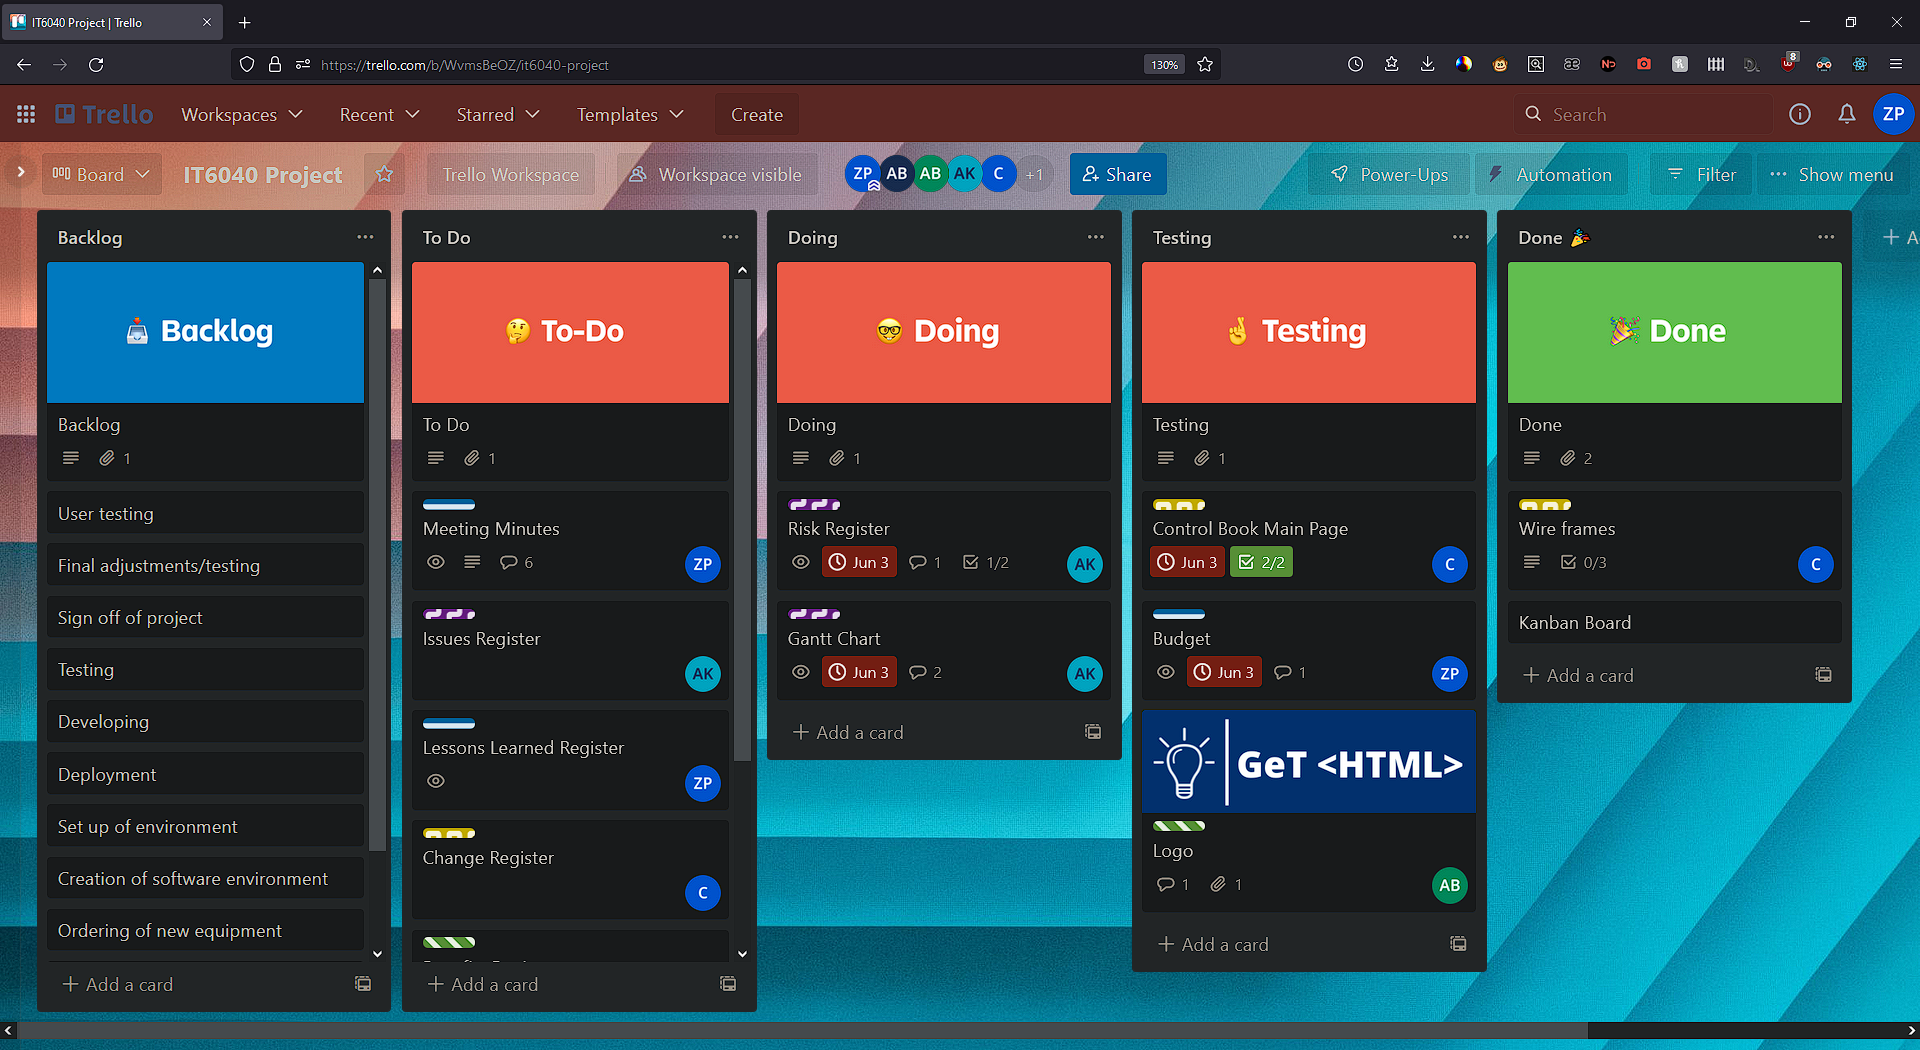 IT6040 Project | Trello
https://trello.com/b/WvmsBeOZ/it6040-project
130%
8
Trello
Workspaces
Recent
Starred
Templates
Create
Search
ZP
Board
IT6040 Project
Trello Workspace
Workspace visible
ZP
AB
AB
AK
C
+1
Share
Power-Ups
Automation
Filter
Show menu
Backlog
Backlog
Backlog
1
User testing
Final adjustments/testing
Sign off of project
Testing
Developing
Deployment
Set up of environment
Creation of software environment
Ordering of new equipment
Add a card
To Do
To-Do
To Do
1
Meeting Minutes
6
ZP
Issues Register
AK
Lessons Learned Register
ZP
Change Register
C
Add a card
Doing
Doing
Doing
1
Risk Register
Jun 3
1
1/2
AK
Gantt Chart
Jun 3
2
AK
Add a card
Testing
Testing
Testing
1
Control Book Main Page
Jun 3
2/2
C
Budget
Jun 3
1
ZP
GeT <HTML>
Logo
1
1
AB
Add a card
Done
Done
Done
2
Wire frames
0/3
C
Kanban Board
Add a card